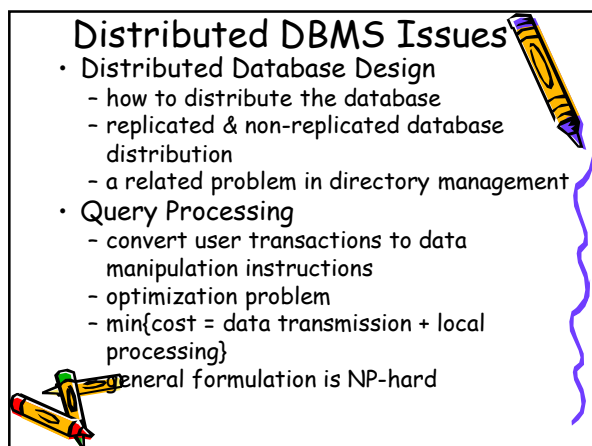 Distributed DBMS Issues
• Distributed Database Design
– how to distribute the database
– replicated & non-replicated database
distribution
– a related problem in directory management
• Query Processing
– convert user transactions to data
manipulation instructions
– optimization problem
– min{cost = data transmission + local
processing}
general formulation is NP-hard